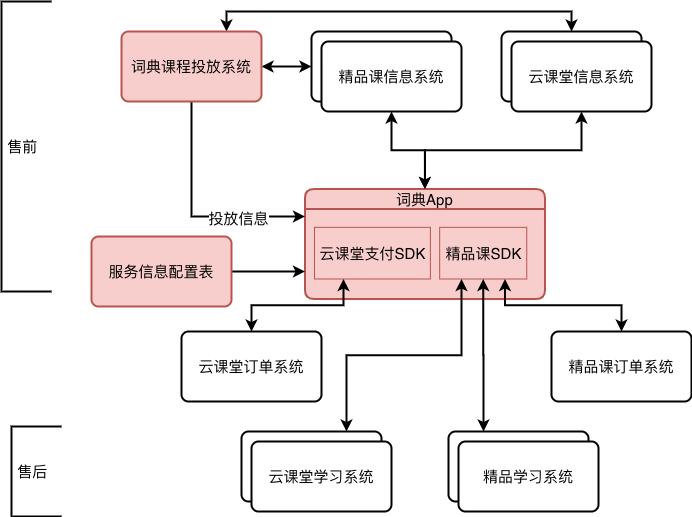 词典课程投放系统
精品课信息系统
云课堂信息系统
售前
词典App
投放信息
云课堂支付SDK
精品课SDK
服务信息配置表
云课堂订单系统
精品课订单系统
售后
云课堂学习系统
精品学习系统